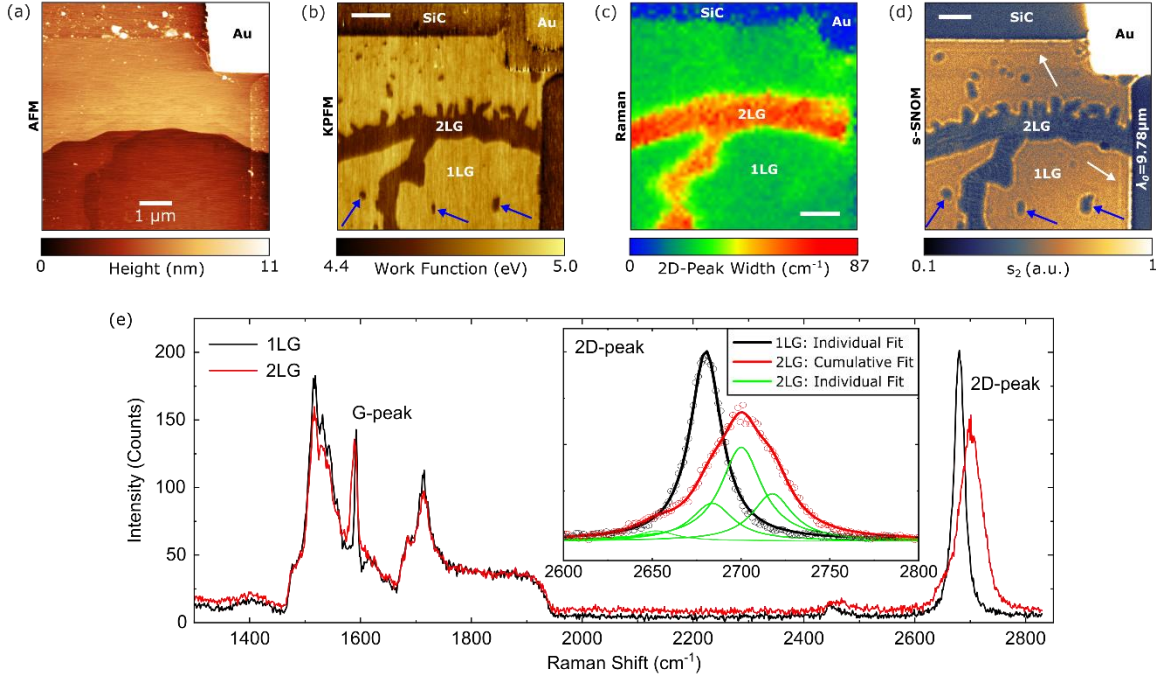 (a)
Au
AFM
1 μm
0
Height (nm)
11
(b)
SiC
Au
KPFM
2LG
1LG
4.4
Work Function (eV)
5.0
(c)
SiC
Au
Raman
2LG
1LG
0
2D-Peak Width (cm⁻¹)
87
(d)
SiC
Au
s-SNOM
2LG
1LG
λ₀=9.78μm
0.1
s₂ (a.u.)
1
(e)
1LG
2LG
G-peak
2D-peak
2D-peak
1LG: Individual Fit
2LG: Cumulative Fit
2LG: Individual Fit
2600 2650 2700 2750 2800
Intensity (Counts)
200
150
100
50
0
1400 1600 1800 2000 2200 2400 2600 2800
Raman Shift (cm⁻¹)